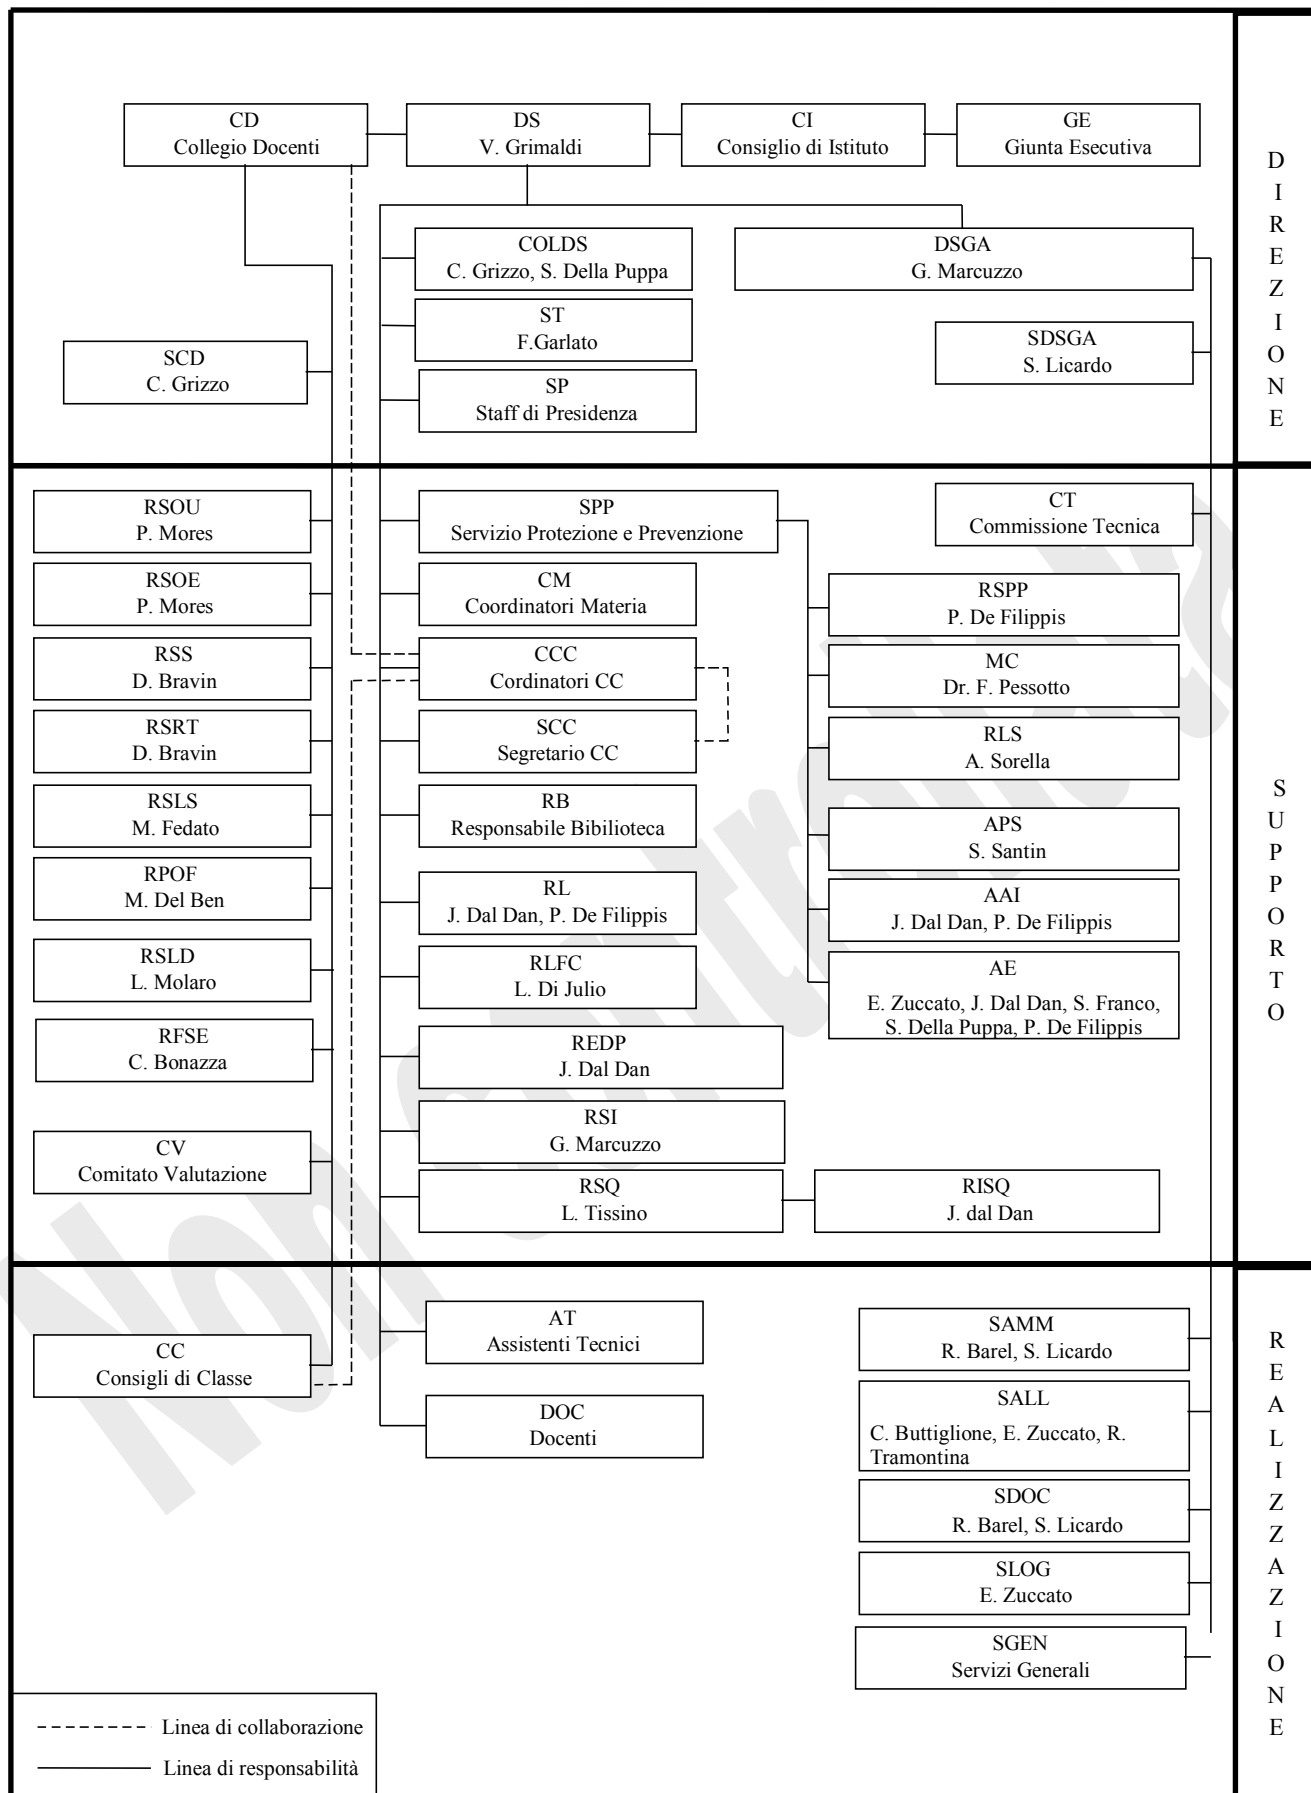 CD
Collegio Docenti
DS
V. Grimaldi
CI
Consiglio di Istituto
GE
Giunta Esecutiva
COLDS
C. Grizzo, S. Della Puppa
DSGA
G. Marcuzzo
ST
F.Garlato
SDSGA
S. Licardo
SCD
C. Grizzo
SP
Staff di Presidenza
DIREZIONE
RSOU
P. Mores
RSOE
P. Mores
RSS
D. Bravin
RSRT
D. Bravin
RSLS
M. Fedato
RPOF
M. Del Ben
RSLD
L. Molaro
RFSE
C. Bonazza
CV
Comitato Valutazione
SPP
Servizio Protezione e Prevenzione
CM
Coordinatori Materia
CCC
Cordinatori CC
SCC
Segretario CC
RB
Responsabile Bibilioteca
RL
J. Dal Dan, P. De Filippis
RLFC
L. Di Julio
REDP
J. Dal Dan
RSI
G. Marcuzzo
RSQ
L. Tissino
RISQ
J. dal Dan
CT
Commissione Tecnica
RSPP
P. De Filippis
MC
Dr. F. Pessotto
RLS
A. Sorella
APS
S. Santin
AAI
J. Dal Dan, P. De Filippis
AE
E. Zuccato, J. Dal Dan, S. Franco,
S. Della Puppa, P. De Filippis
SUPPORTO
CC
Consigli di Classe
AT
Assistenti Tecnici
DOC
Docenti
SAMM
R. Barel, S. Licardo
SALL
C. Buttiglione, E. Zuccato, R.
Tramontina
SDOC
R. Barel, S. Licardo
SLOG
E. Zuccato
SGEN
Servizi Generali
REALIZZAZIONE
Linea di collaborazione
Linea di responsabilità